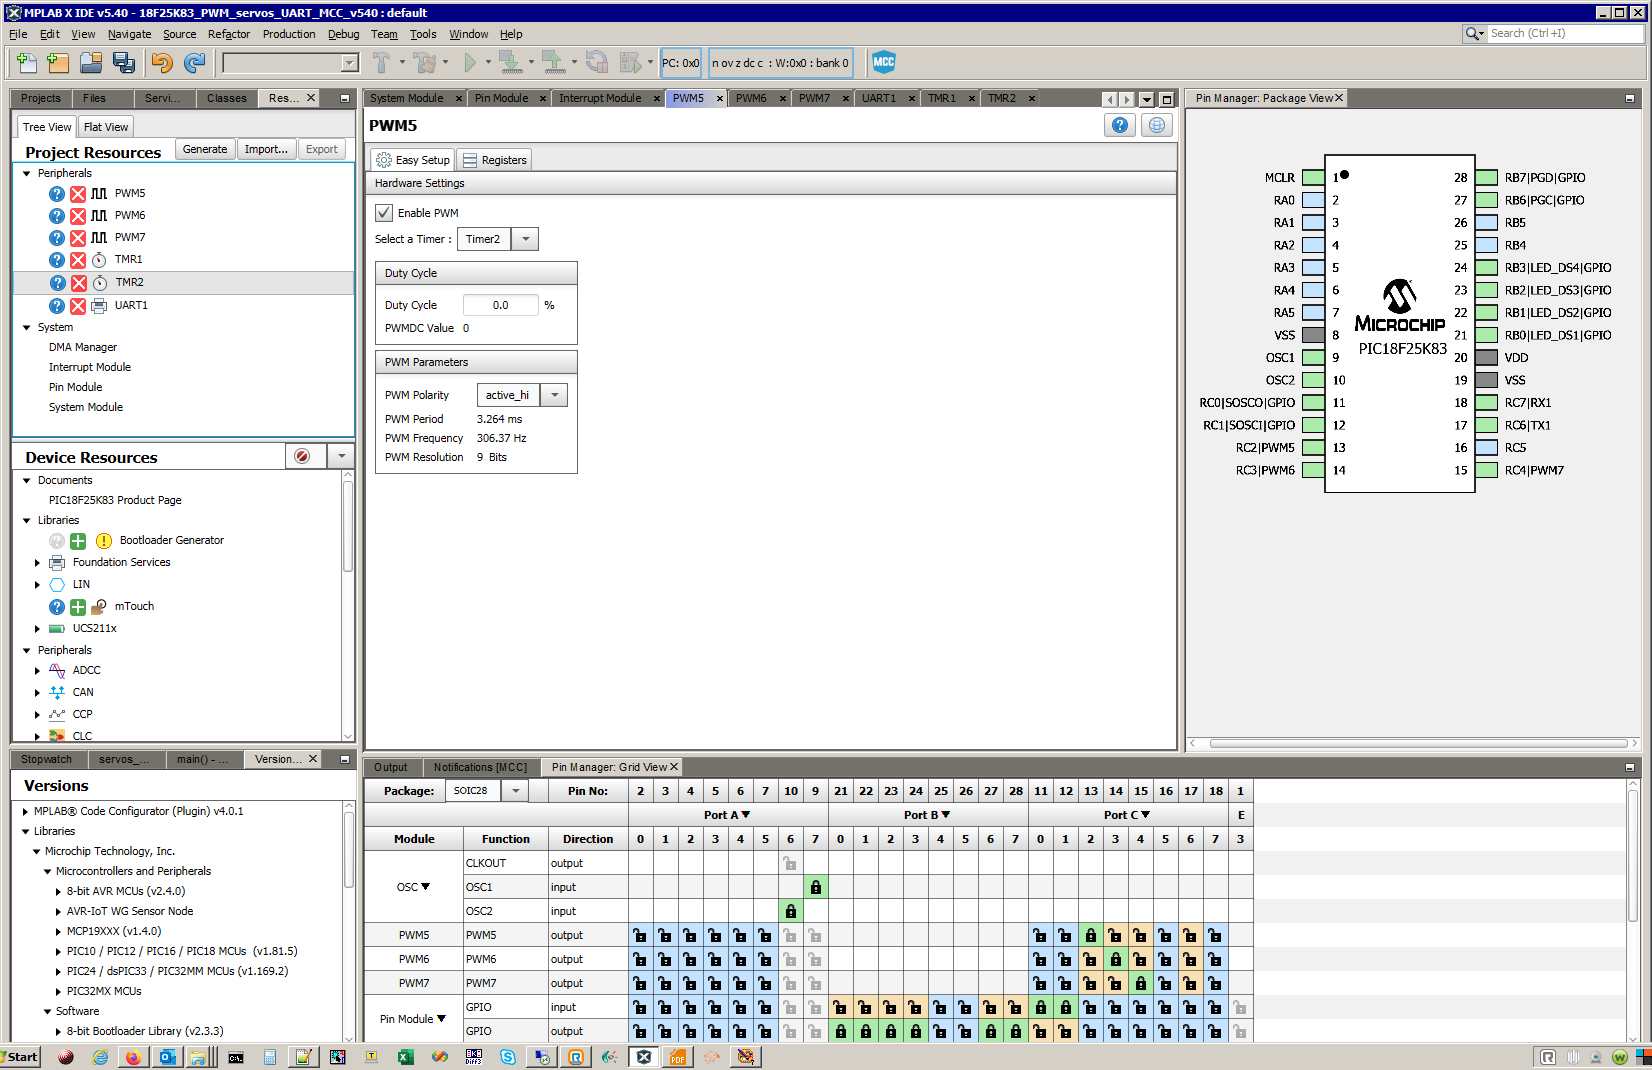 MPLAB X IDE v5.40 - 18F25K83_PWM_servos_UART_MCC_v540 : default
File Edit View Navigate Source Refactor Production Debug Team Tools Window Help
Search (Ctrl+I)
PC: 0x0
n ov z dc c : W:0x0 : bank 0
MCC
Projects Files Servi... Classes Res...
Tree View Flat View
Project Resources Generate Import... Export
Peripherals
PWM5
PWM6
PWM7
TMR1
TMR2
UART1
System
DMA Manager
Interrupt Module
Pin Module
System Module
Device Resources
Documents
PIC18F25K83 Product Page
Libraries
Bootloader Generator
Foundation Services
LIN
mTouch
UCS211x
Peripherals
ADCC
CAN
CCP
CLC
Stopwatch servos_... main() - ... Version...
Versions
MPLAB® Code Configurator (Plugin) v4.0.1
Libraries
Microchip Technology, Inc.
Microcontrollers and Peripherals
8-bit AVR MCUs (v2.4.0)
AVR-IoT WG Sensor Node
MCP19XXX (v1.4.0)
PIC10 / PIC12 / PIC16 / PIC18 MCUs (v1.81.5)
PIC24 / dsPIC33 / PIC32MM MCUs (v1.169.2)
PIC32MX MCUs
Software
8-bit Bootloader Library (v2.3.3)
System Module Pin Module Interrupt Module PWM5 PWM6 PWM7 UART1 TMR1 TMR2
PWM5
Easy Setup Registers
Hardware Settings
Enable PWM
Select a Timer : Timer2
Duty Cycle
Duty Cycle 0.0 %
PWMDC Value 0
PWM Parameters
PWM Polarity active_hi
PWM Period 3.264 ms
PWM Frequency 306.37 Hz
PWM Resolution 9 Bits
Pin Manager: Package View
MCLR 1 28 RB7|PGD|GPIO
RA0 2 27 RB6|PGC|GPIO
RA1 3 26 RB5
RA2 4 25 RB4
RA3 5 24 RB3|LED_DS4|GPIO
RA4 6 23 RB2|LED_DS3|GPIO
RA5 7 22 RB1|LED_DS2|GPIO
VSS 8 21 RB0|LED_DS1|GPIO
OSC1 9 20 VDD
OSC2 10 19 VSS
RC0|SOSCO|GPIO 11 18 RC7|RX1
RC1|SOSCI|GPIO 12 17 RC6|TX1
RC2|PWM5 13 16 RC5
RC3|PWM6 14 15 RC4|PWM7
MICROCHIP
PIC18F25K83
Output Notifications [MCC] Pin Manager: Grid View
Package: SOIC28 Pin No: 2 3 4 5 6 7 10 9 21 22 23 24 25 26 27 28 11 12 13 14 15 16 17 18 1
Port A Port B Port C E
Module Function Direction 0 1 2 3 4 5 6 7 0 1 2 3 4 5 6 7 0 1 2 3 4 5 6 7 3
OSC
CLKOUT output
OSC1 input
OSC2 input
PWM5 PWM5 output
PWM6 PWM6 output
PWM7 PWM7 output
Pin Module
GPIO input
GPIO output
Start